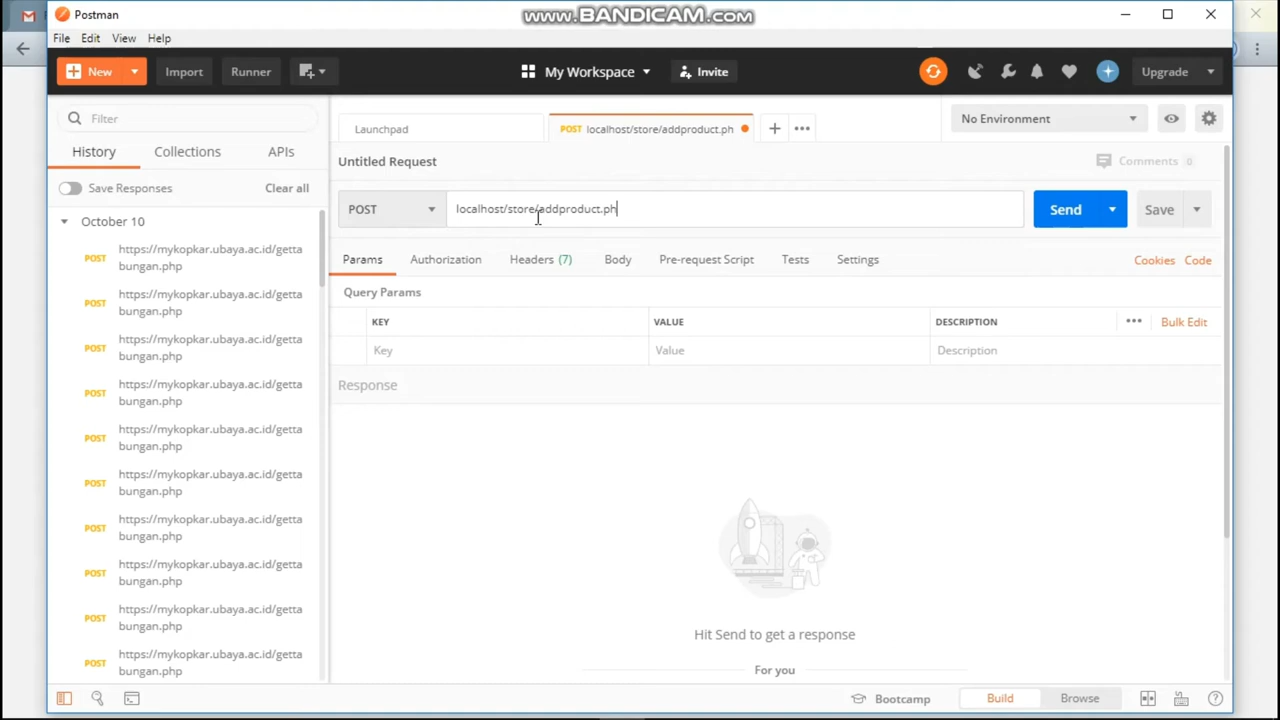 www.BANDICAM.com
Postman
File Edit View Help
New Import Runner My Workspace Invite Upgrade
Filter
History Collections APIs
Save Responses Clear all
October 10
POST https://mykopkar.ubaya.ac.id/getta
bungan.php
POST https://mykopkar.ubaya.ac.id/getta
bungan.php
POST https://mykopkar.ubaya.ac.id/getta
bungan.php
POST https://mykopkar.ubaya.ac.id/getta
bungan.php
POST https://mykopkar.ubaya.ac.id/getta
bungan.php
POST https://mykopkar.ubaya.ac.id/getta
bungan.php
POST https://mykopkar.ubaya.ac.id/getta
bungan.php
POST https://mykopkar.ubaya.ac.id/getta
bungan.php
POST https://mykopkar.ubaya.ac.id/getta
bungan.php
POST https://mykopkar.ubaya.ac.id/getta
bungan.php
Launchpad POST localhost/store/addproduct.ph No Environment
Untitled Request Comments 0
POST localhost/store/addproduct.ph Send Save
Params Authorization Headers (7) Body Pre-request Script Tests Settings Cookies Code
Query Params
KEY VALUE DESCRIPTION Bulk Edit
Key Value Description
Response
Hit Send to get a response
For you
Bootcamp Build Browse